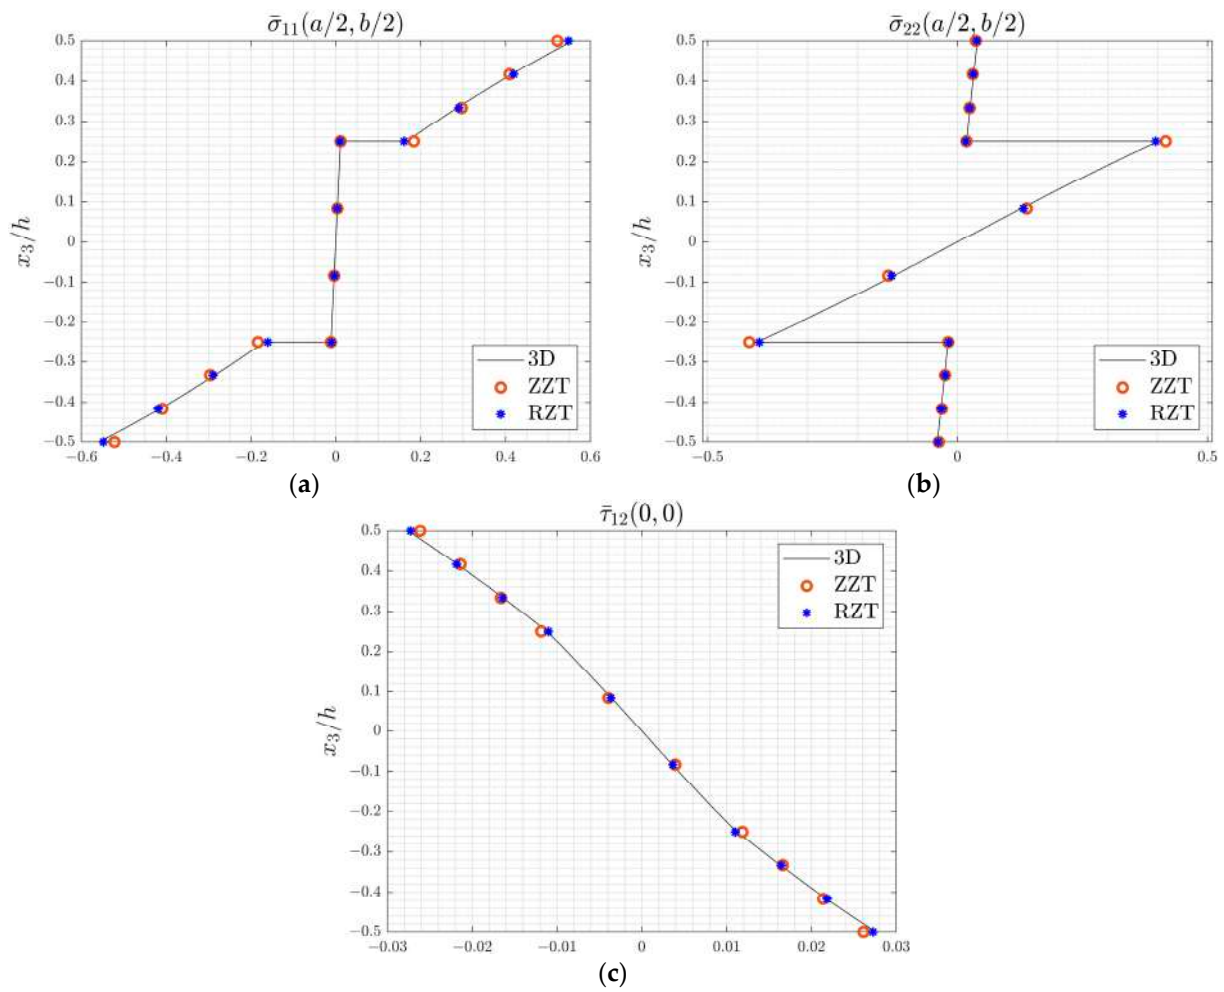 σ̄₁₁(a/2, b/2)
0.5
0.4
0.3
0.2
0.1
0
−0.1
−0.2
−0.3
−0.4
−0.5
x₃/h
−0.6 −0.4 −0.2 0 0.2 0.4 0.6
3D
ZZT
RZT
(a)
σ̄₂₂(a/2, b/2)
0.5
0.4
0.3
0.2
0.1
0
−0.1
−0.2
−0.3
−0.4
−0.5
x₃/h
−0.5 0 0.5
3D
ZZT
RZT
(b)
τ̄₁₂(0, 0)
0.5
0.4
0.3
0.2
0.1
0
−0.1
−0.2
−0.3
−0.4
−0.5
x₃/h
−0.03 −0.02 −0.01 0 0.01 0.02 0.03
3D
ZZT
RZT
(c)